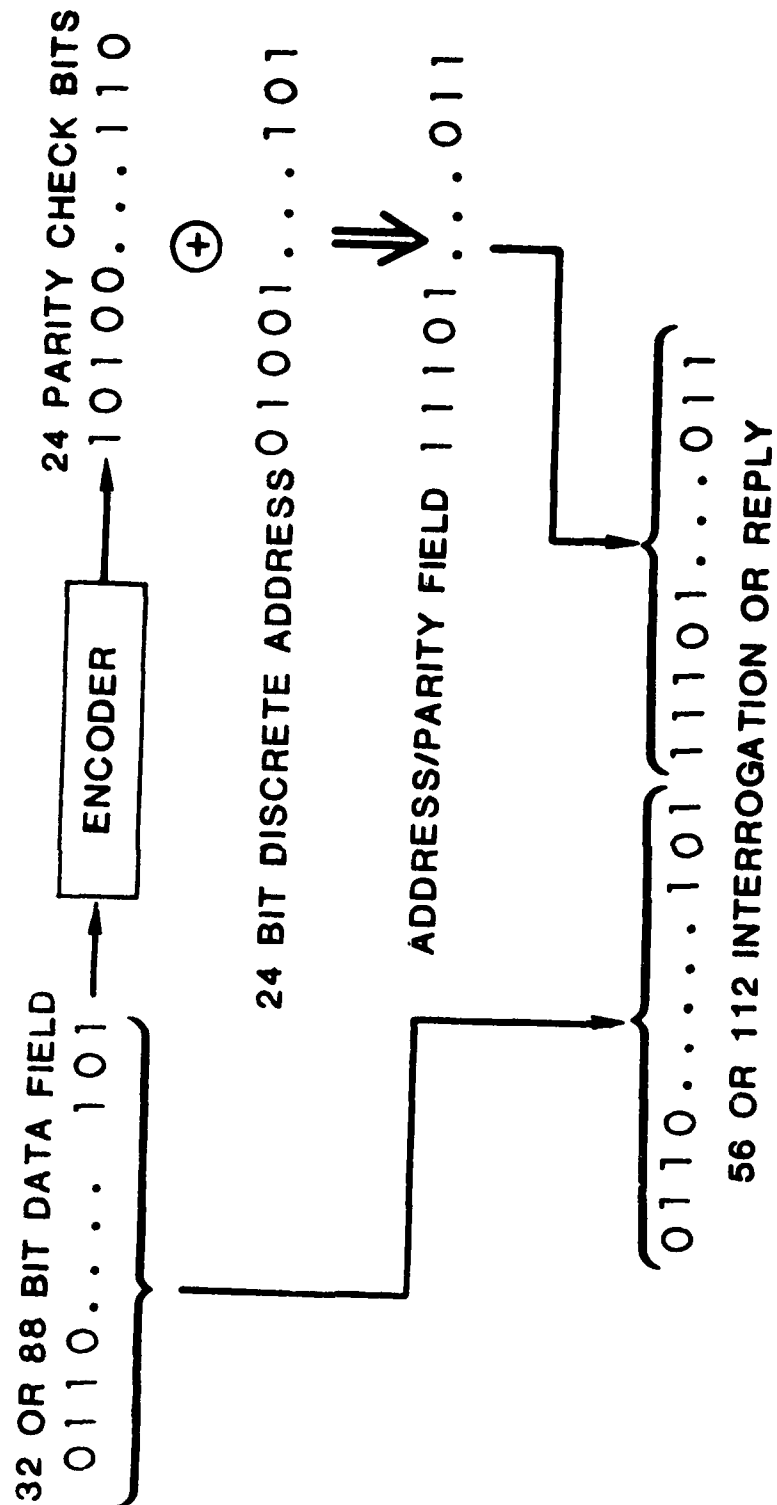 32 OR 88 BIT DATA FIELD
0110..... 101
ENCODER
24 PARITY CHECK BITS
10100...110
+
24 BIT DISCRETE ADDRESS 01001...101
ADDRESS/PARITY FIELD 11101...011
0110......101 11101....011
56 OR 112 INTERROGATION OR REPLY